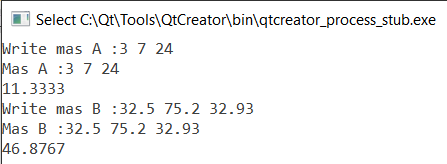 Select C:\Qt\Tools\QtCreator\bin\qtcreator_process_stub.exe
Write mas A :3 7 24
Mas A :3 7 24
11.3333
Write mas B :32.5 75.2 32.93
Mas B :32.5 75.2 32.93
46.8767